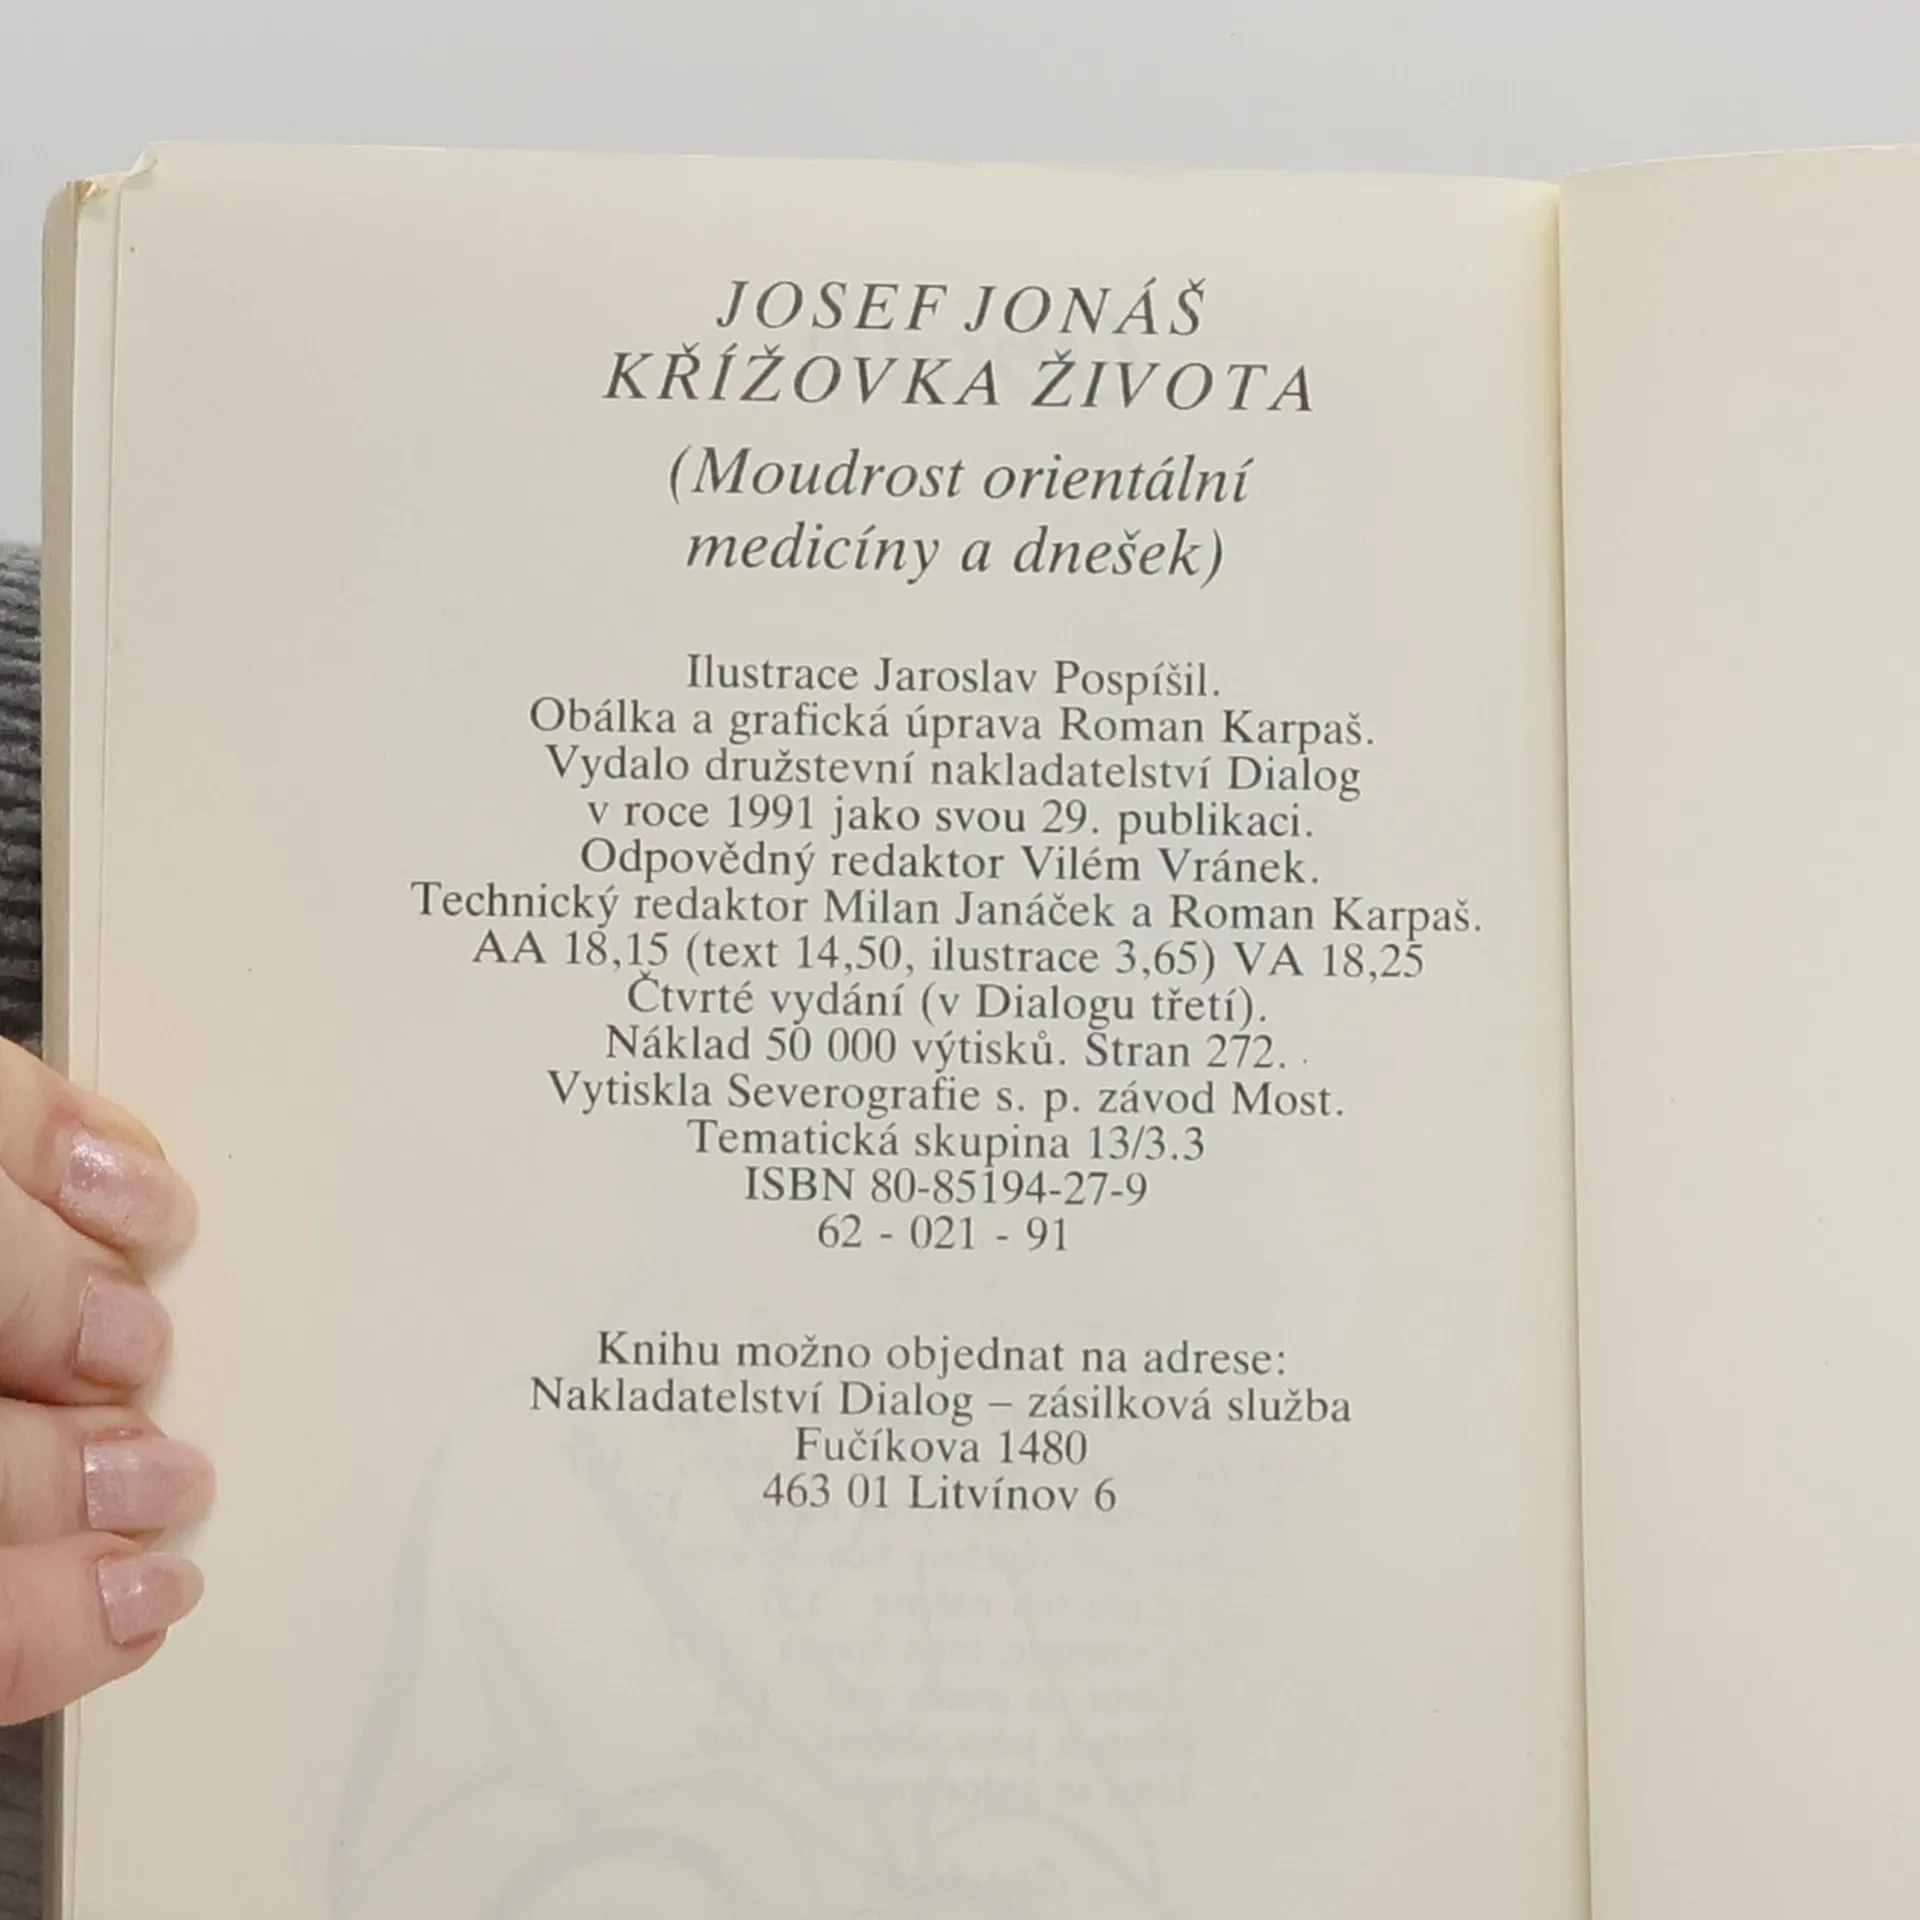 JOSEF JONÁŠ
KŘÍŽOVKA ŽIVOTA
(Moudrost orientální
medicíny a dnešek)
Ilustrace Jaroslav Pospíšil.
Obálka a grafická úprava Roman Karpaš.
Vydalo družstevní nakladatelství Dialog
v roce 1991 jako svou 29. publikaci.
Odpovědný redaktor Vilém Vránek.
Technický redaktor Milan Janáček a Roman Karpaš.
AA 18,15 (text 14,50, ilustrace 3,65) VA 18,25
Čtvrté vydání (v Dialogu třetí).
Náklad 50 000 výtisků. Stran 272.
Vytiskla Severografie s. p. závod Most.
Tematická skupina 13/3.3
ISBN 80-85194-27-9
62 - 021 - 91
Knihu možno objednat na adrese:
Nakladatelství Dialog – zásilková služba
Fučíkova 1480
463 01 Litvínov 6